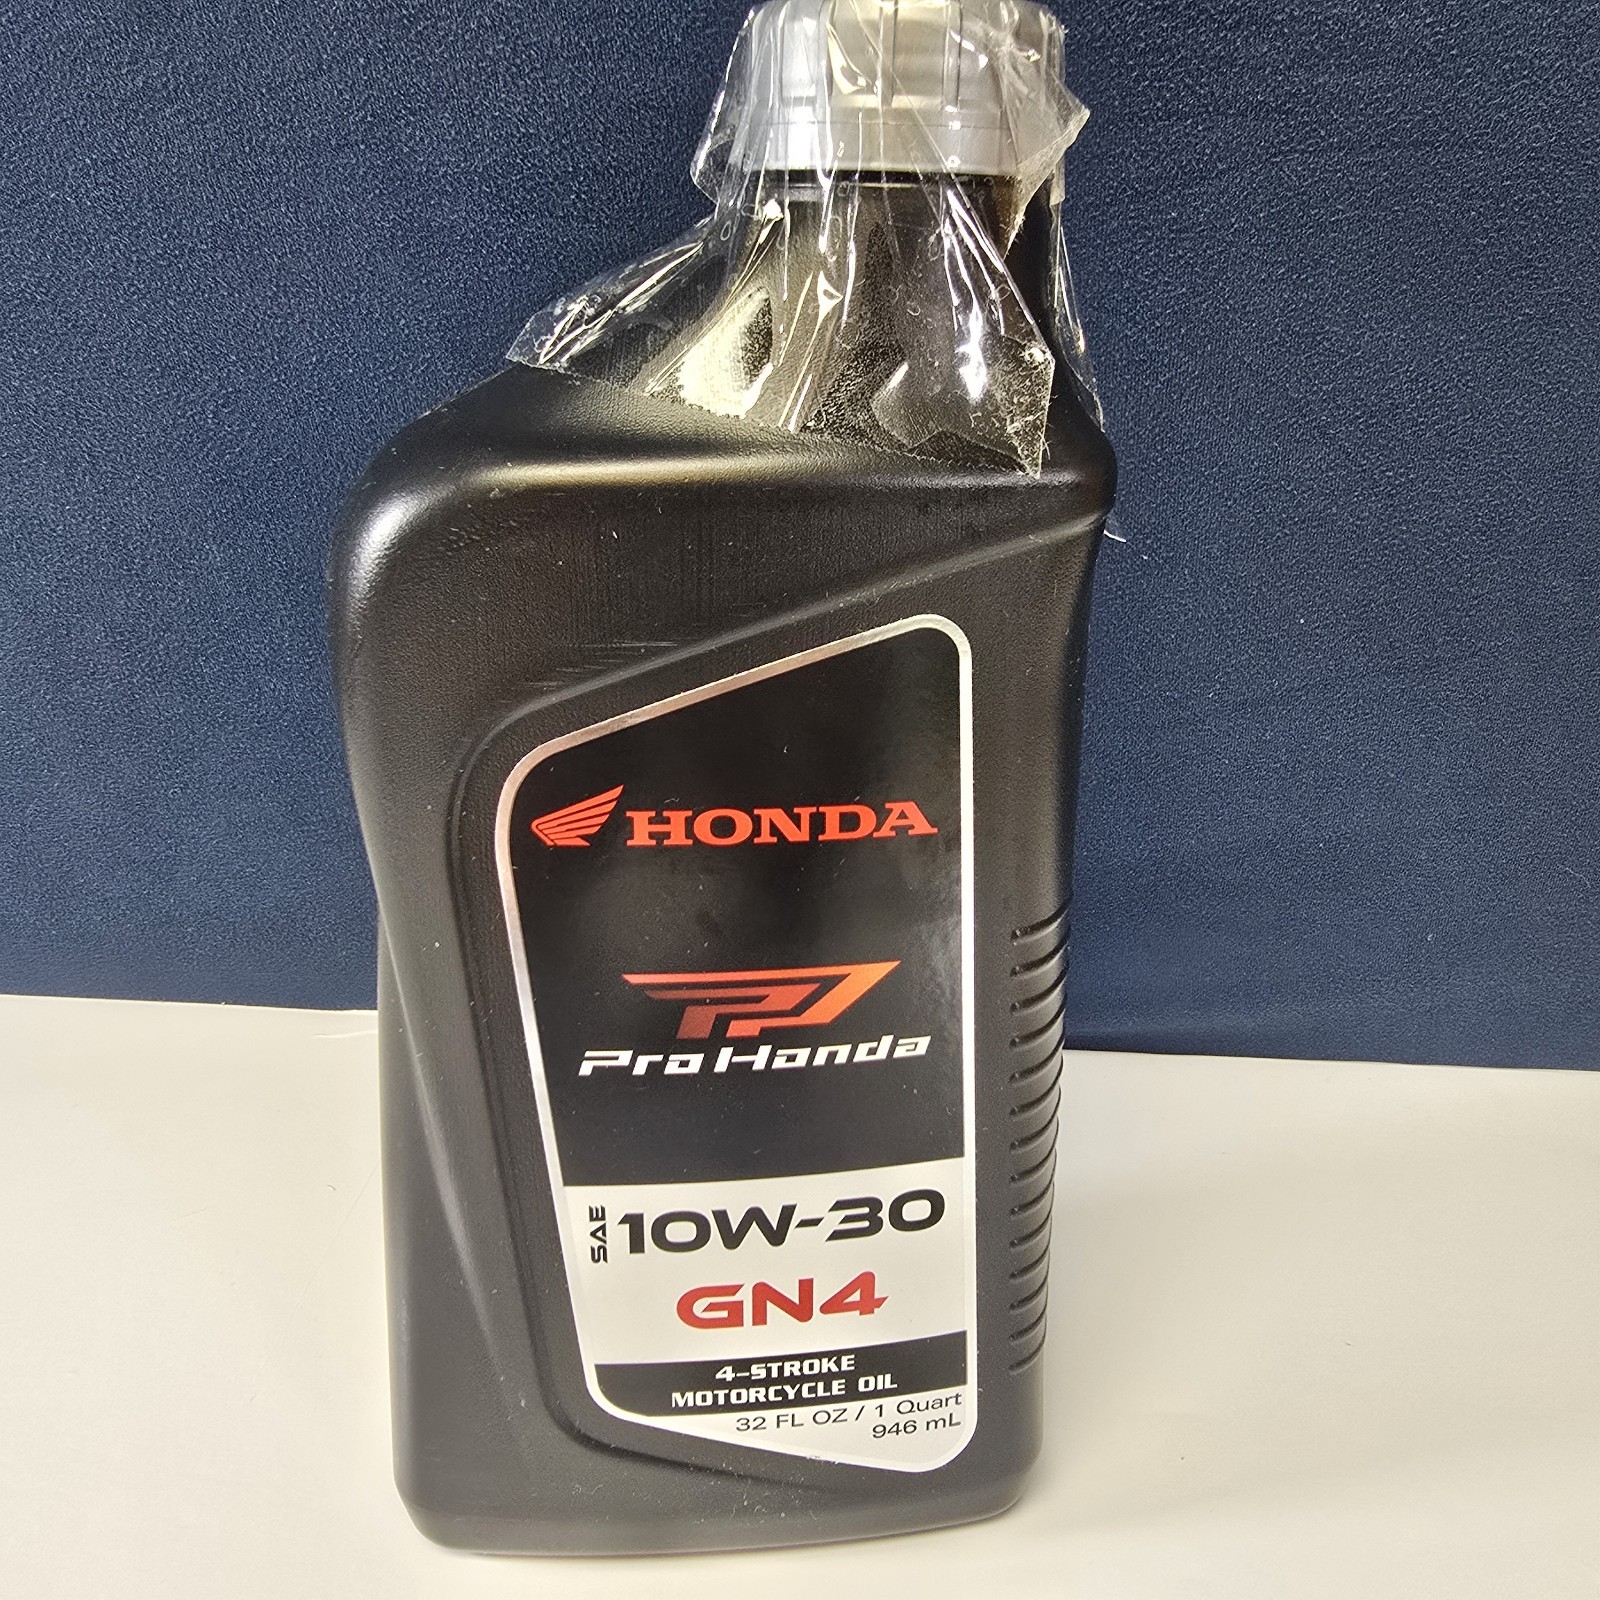 HONDA
Pro Honda
SAE 10W-30
GN4
4-STROKE
MOTORCYCLE OIL
32 FL OZ / 1 Quart
946 mL